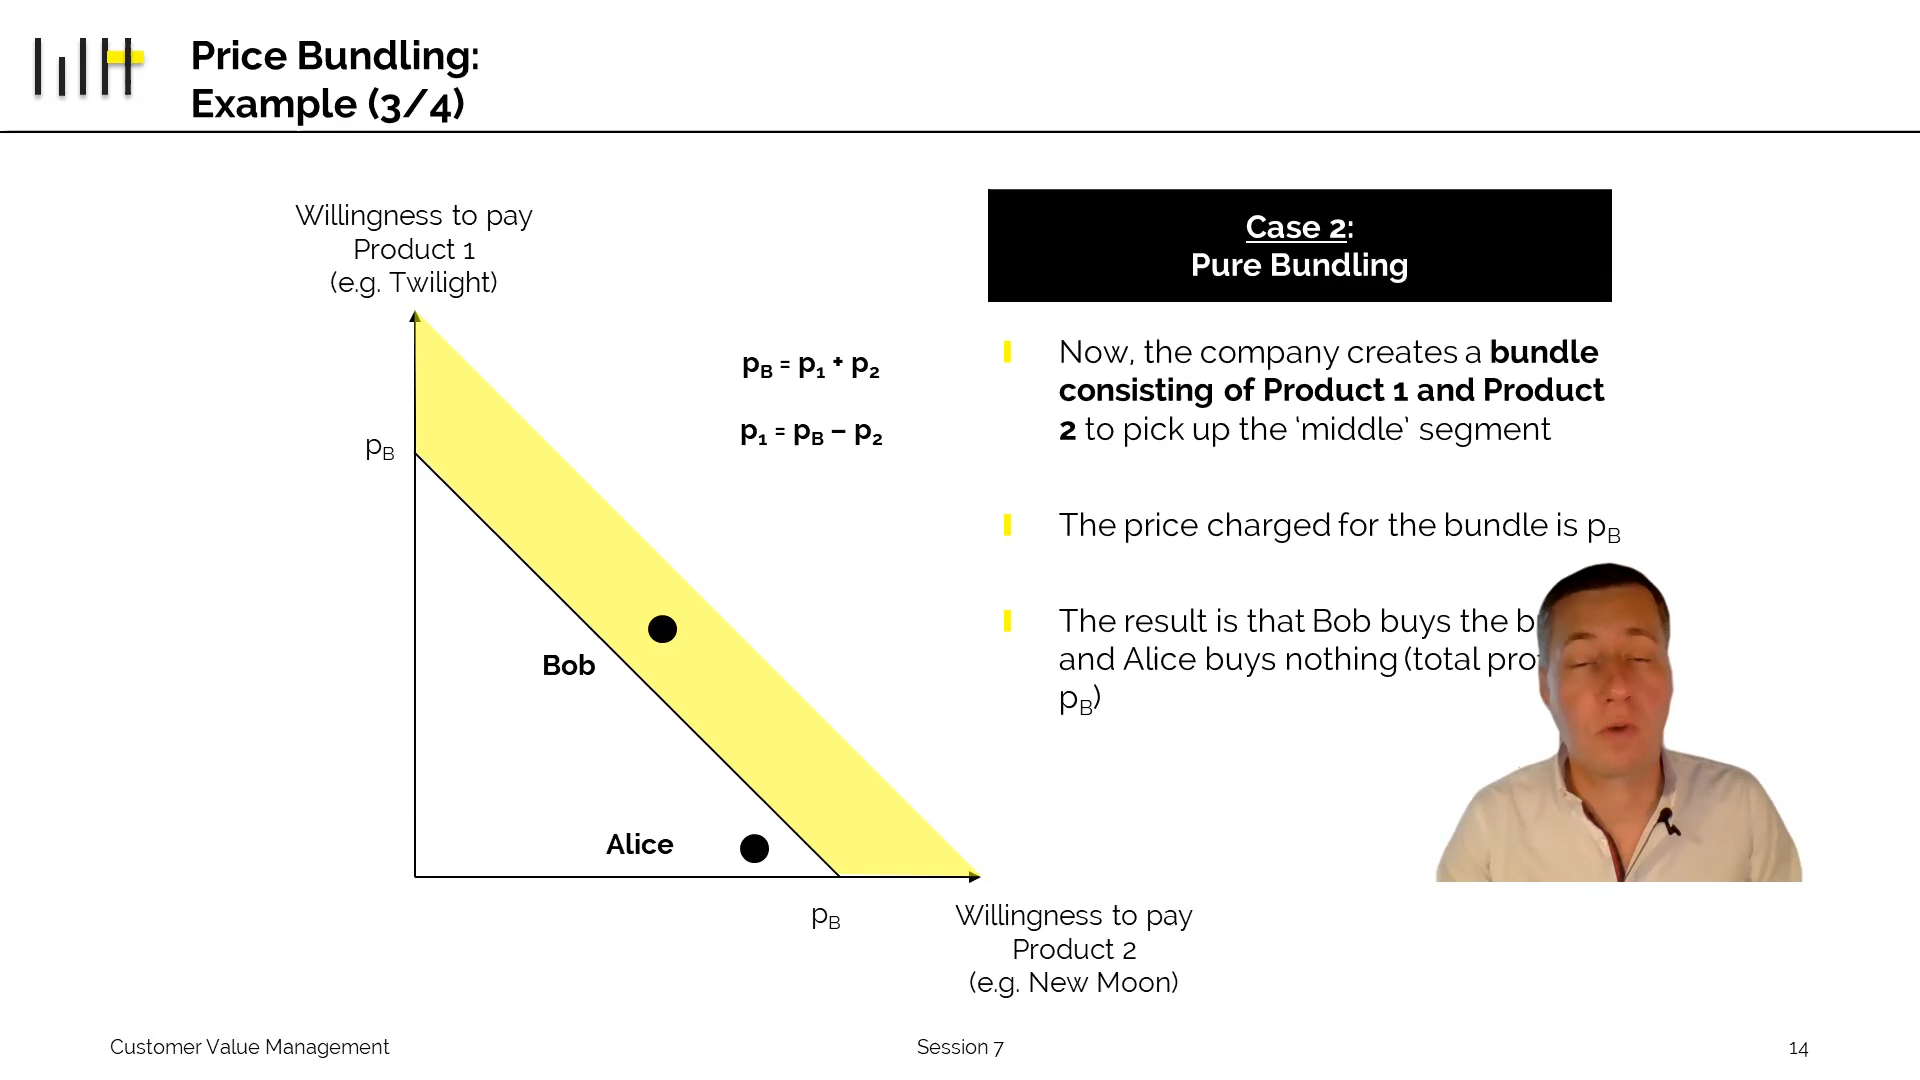 Price Bundling:
Example (3/4)
Willingness to pay
Product 1
(e.g. Twilight)
pB = p1 + p2
p1 = pB – p2
pB
Bob
Alice
pB
Willingness to pay
Product 2
(e.g. New Moon)
Case 2:
Pure Bundling
Now, the company creates a bundle
consisting of Product 1 and Product
2 to pick up the ‘middle’ segment
The price charged for the bundle is pB
The result is that Bob buys the
and Alice buys nothing (total
pB)
Customer Value Management
Session 7
14